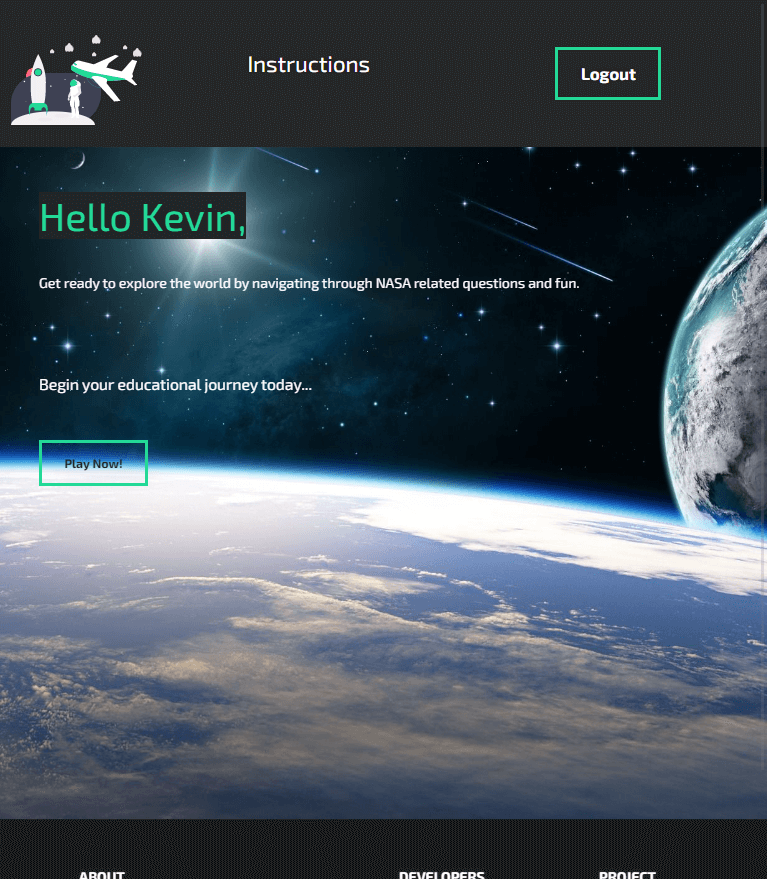 Instructions
Logout
Hello Kevin,
Get ready to explore the world by navigating through NASA related questions and fun.
Begin your educational journey today...
Play Now!
ABOUT
DEVELOPERS
PROJECT